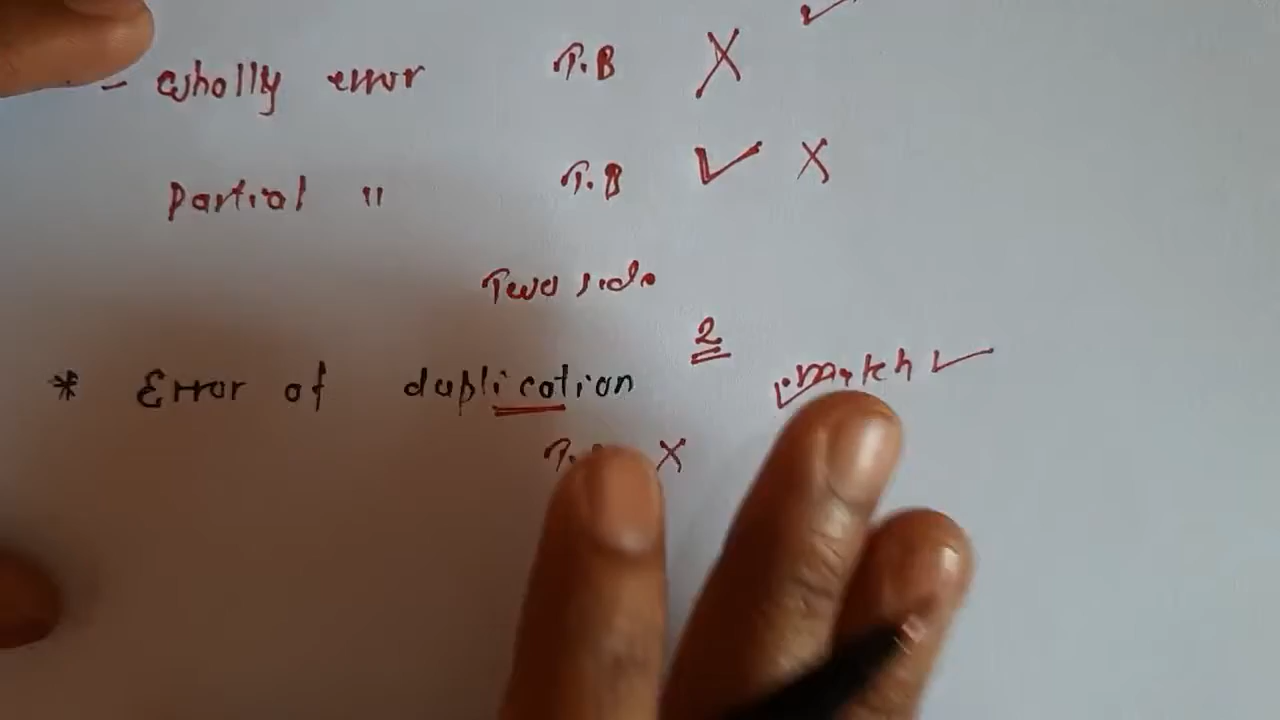 - wholly error T.B X ✓
Partial " T.B ✓ X
Two side
2
* Error of duplication match ✓
X